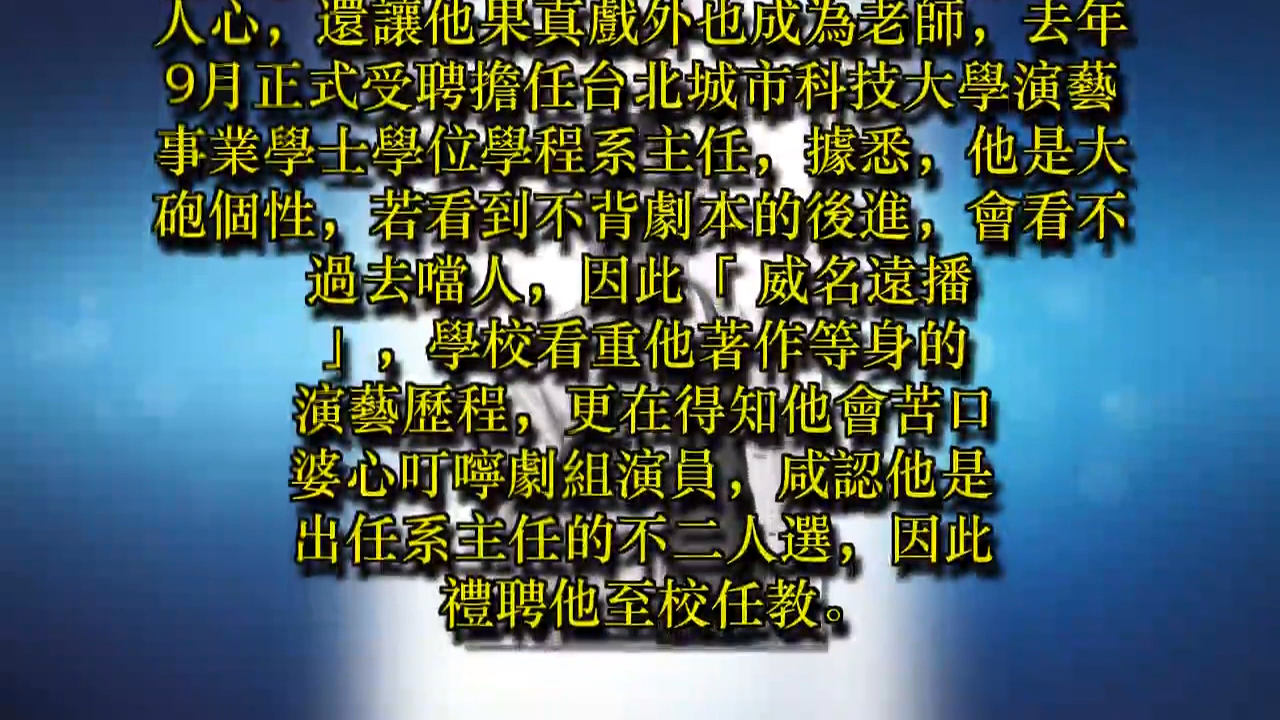 人心，還讓他果真戲外也成為老師，去年
9月正式受聘擔任台北城市科技大學演藝
事業學士學位學程系主任，據悉，他是大
砲個性，若看到不背劇本的後進，會看不
過去噹人，因此「 威名遠播
」，學校看重他著作等身的
演藝歷程，更在得知他會苦口
婆心叮嚀劇組演員，咸認他是
出任系主任的不二人選，因此
禮聘他至校任教。